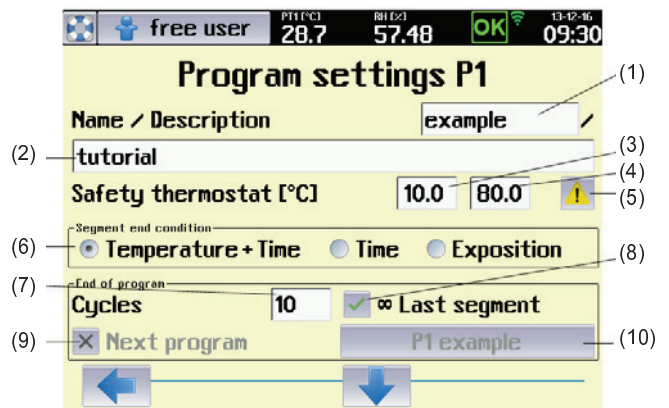 free user PT1 [°C] 28.7 RH [%] 57.48 OK 13-12-16 09:30
Program settings P1
(1)
Name / Description example /
(2) tutorial
(3)
(4)
Safety thermostat [°C] 10.0 80.0
(5)
Segment end condition
(6) Temperature + Time Time Exposition
(8)
(7)
End of program
Cycles 10 ∞ Last segment
(9) Next program P1 example (10)